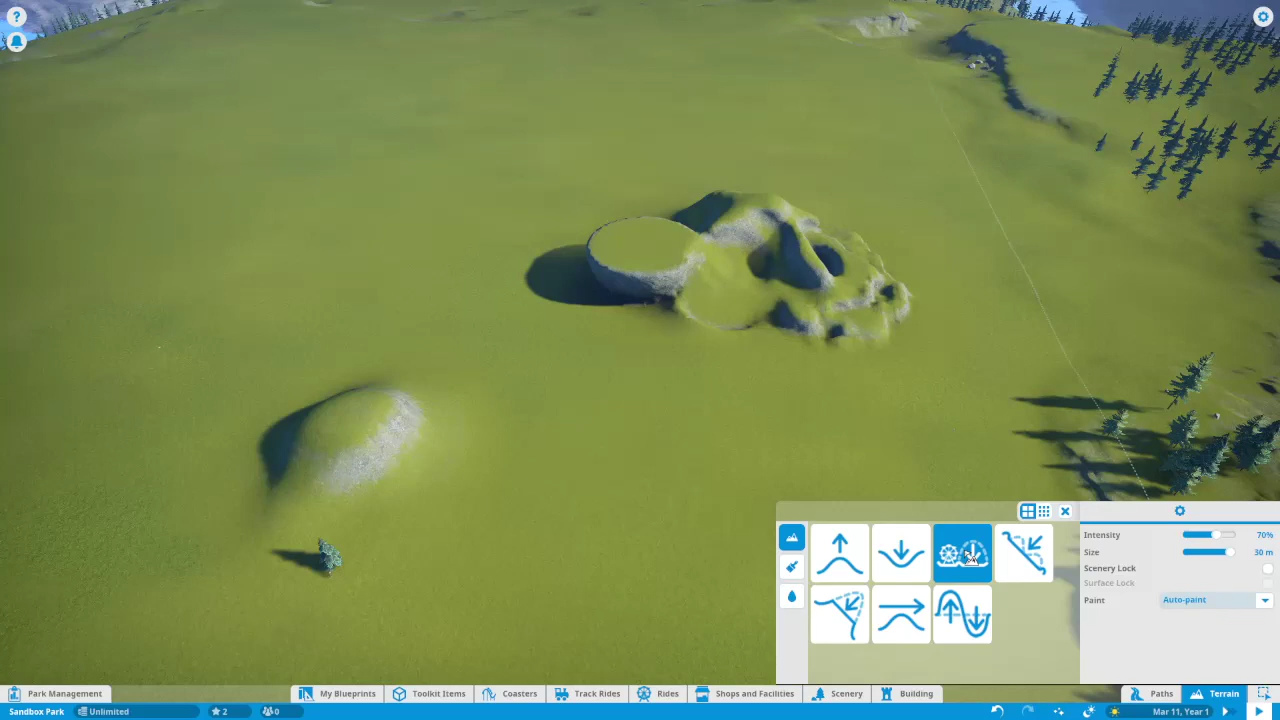 ?
Intensity 70%
Size 30 m
Scenery Lock
Surface Lock
Paint Auto-paint
Park Management My Blueprints Toolkit Items Coasters Track Rides Rides Shops and Facilities Scenery Building Paths Terrain
Sandbox Park Unlimited 2 0 Mar 11, Year 1